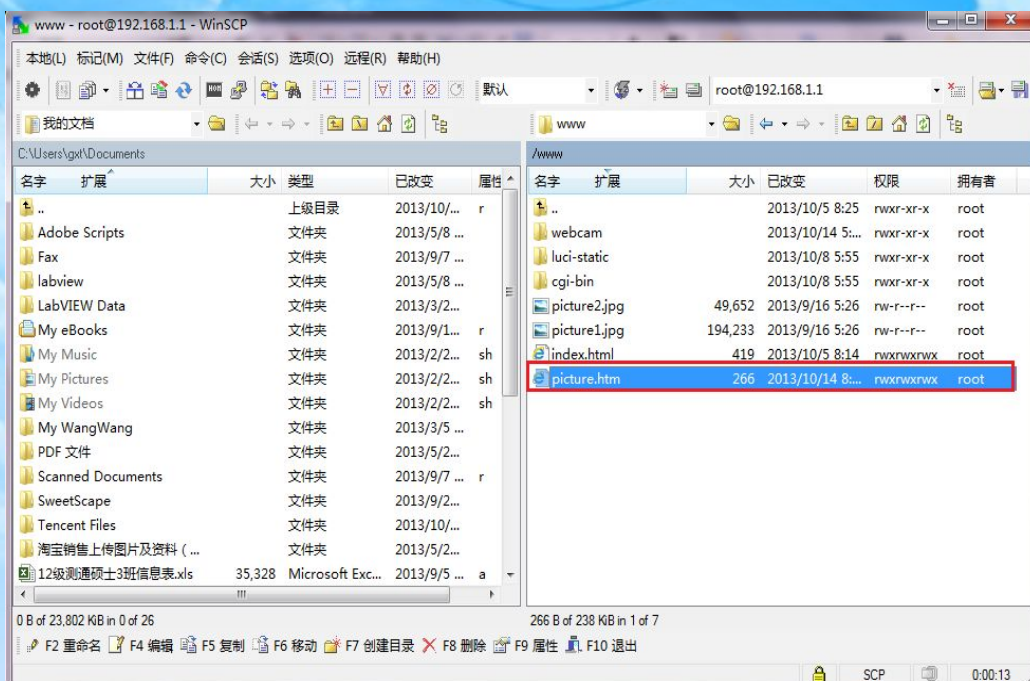 www - root@192.168.1.1 - WinSCP
本地(L) 标记(M) 文件(F) 命令(C) 会话(S) 选项(O) 远程(R) 帮助(H)
默认 root@192.168.1.1
我的文档 www
C:\Users\gxt\Documents /www
名字 扩展 大小 类型 已改变 属性 名字 扩展 大小 已改变 权限 拥有者
.. 上级目录 2013/10/... r .. 2013/10/5 8:25 rwxr-xr-x root
Adobe Scripts 文件夹 2013/5/8 ... webcam 2013/10/14 5:... rwxr-xr-x root
Fax 文件夹 2013/9/7 ... luci-static 2013/10/8 5:55 rwxr-xr-x root
labview 文件夹 2013/5/8 ... cgi-bin 2013/10/8 5:55 rwxr-xr-x root
LabVIEW Data 文件夹 2013/3/2... picture2.jpg 49,652 2013/9/16 5:26 rw-r--r-- root
My eBooks 文件夹 2013/9/1... r picture1.jpg 194,233 2013/9/16 5:26 rw-r--r-- root
My Music 文件夹 2013/2/2... sh index.html 419 2013/10/5 8:14 rwxrwxrwx root
My Pictures 文件夹 2013/2/2... sh picture.htm 266 2013/10/14 8:... rwxrwxrwx root
My Videos 文件夹 2013/2/2... sh
My WangWang 文件夹 2013/3/5 ...
PDF 文件 文件夹 2013/5/2...
Scanned Documents 文件夹 2013/9/7 ... r
SweetScape 文件夹 2013/9/2...
Tencent Files 文件夹 2013/10/...
淘宝销售上传图片及资料 ( ... 文件夹 2013/5/2...
12级测通硕士3班信息表.xls 35,328 Microsoft Exc... 2013/9/5 ... a
0 B of 23,802 KiB in 0 of 26 266 B of 238 KiB in 1 of 7
F2 重命名 F4 编辑 F5 复制 F6 移动 F7 创建目录 F8 删除 F9 属性 F10 退出
SCP 0:00:13